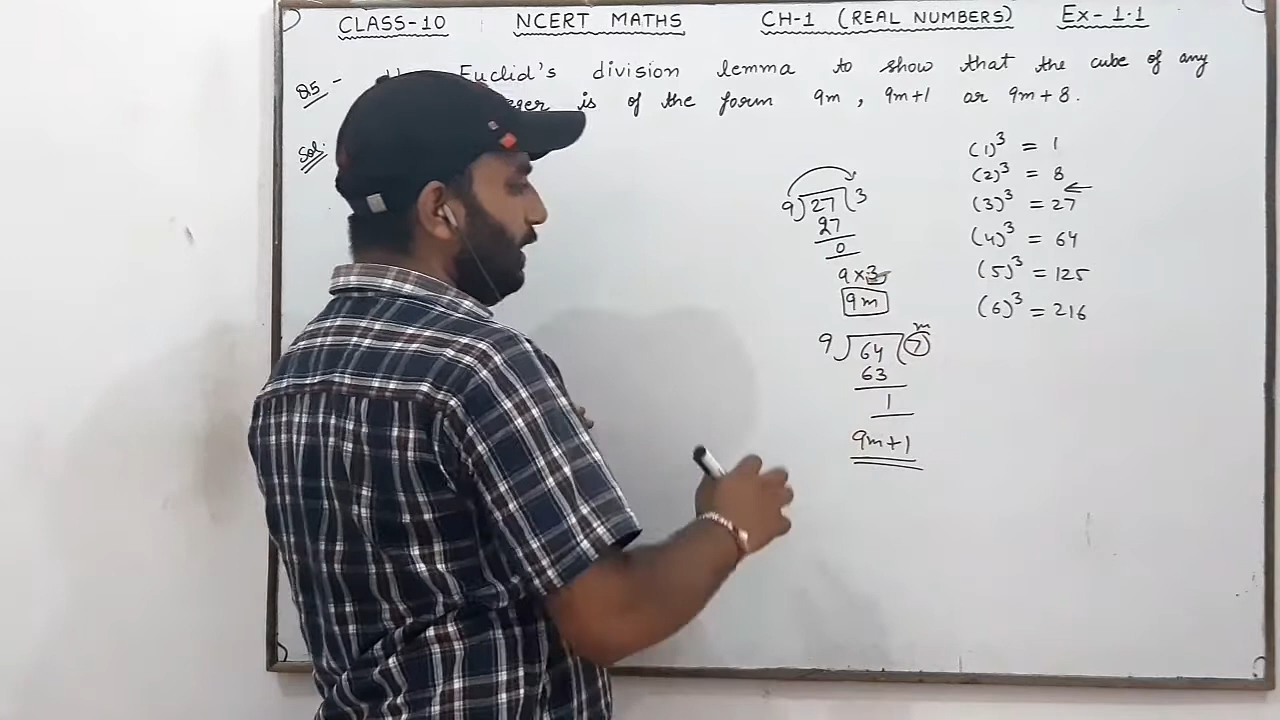 CLASS-10 NCERT MATHS CH-1 (REAL NUMBERS) Ex-1.1
Q5 - Euclid's division lemma to show that the cube of any
is of the form 9m, 9m+1 or 9m+8.
Sol:
9)27(3
27
0
9×3
9m
9)64(7
m
63
1
9m+1
(1)³ = 1
(2)³ = 8
(3)³ = 27 ←
(4)³ = 64
(5)³ = 125
(6)³ = 216